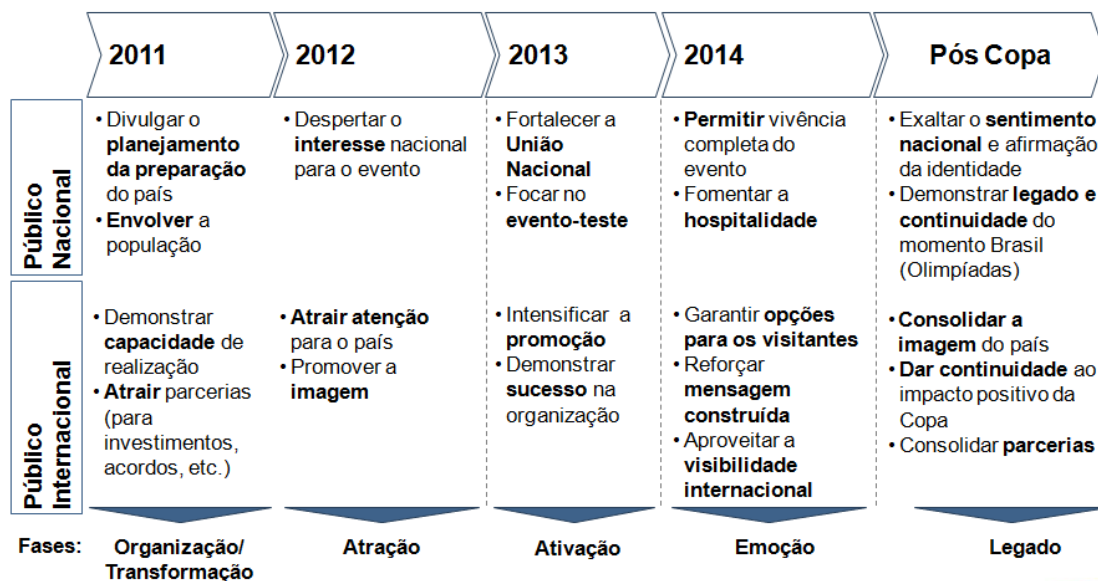 2011
2012
2013
2014
Pós Copa
Público
Nacional
• Divulgar o
planejamento
da preparação
do país
• Envolver a
população
• Despertar o
interesse nacional
para o evento
• Fortalecer a
União
Nacional
• Focar no
evento-teste
• Permitir vivência
completa do
evento
• Fomentar a
hospitalidade
• Exaltar o sentimento
nacional e afirmação
da identidade
• Demonstrar legado e
continuidade do
momento Brasil
(Olimpíadas)
Público
Internacional
• Demonstrar
capacidade de
realização
• Atrair parcerias
(para
investimentos,
acordos, etc.)
• Atrair atenção
para o país
• Promover a
imagem
• Intensificar a
promoção
• Demonstrar
sucesso na
organização
• Garantir opções
para os visitantes
• Reforçar
mensagem
construída
• Aproveitar a
visibilidade
internacional
• Consolidar a
imagem do país
• Dar continuidade ao
impacto positivo da
Copa
• Consolidar parcerias
Fases:
Organização/
Transformação
Atração
Ativação
Emoção
Legado